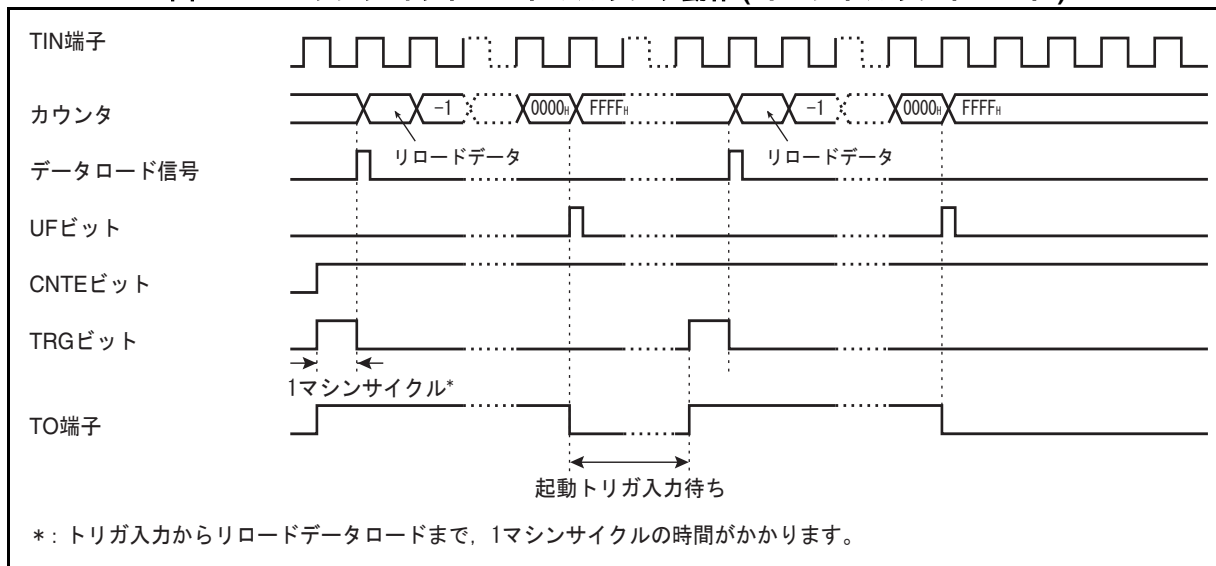 TIN端子
カウンタ
-1
0000H
FFFFH
-1
0000H
FFFFH
リロードデータ
リロードデータ
データロード信号
UFビット
CNTEビット
TRGビット
1マシンサイクル*
TO端子
起動トリガ入力待ち
*: トリガ入力からリロードデータロードまで, 1マシンサイクルの時間がかかります。